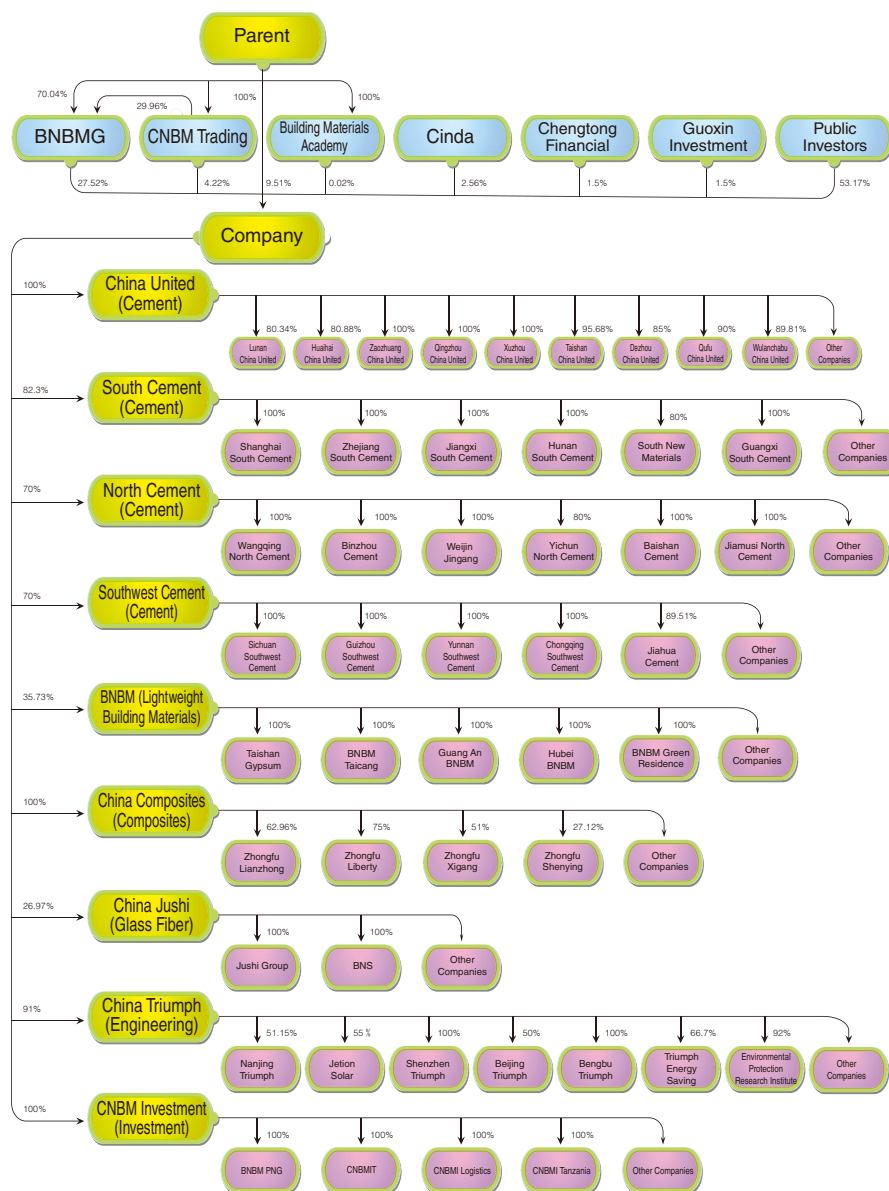 Parent
70.04%
29.96%
100%
100%
BNBMG
CNBM Trading
Building Materials
Academy
Cinda
Chengtong
Financial
Guoxin
Investment
Public
Investors
27.52%
4.22%
9.51%
0.02%
2.56%
1.5%
1.5%
53.17%
Company
100%
China United
(Cement)
80.34%
80.88%
100%
100%
100%
95.68%
85%
90%
89.81%
Lunan
China United
Huaihai
China United
Zaozhuang
China United
Qingzhou
China United
Xuzhou
China United
Taishan
China United
Dezhou
China United
Qufu
China United
Wulanchabu
China United
Other
Companies
82.3%
South Cement
(Cement)
100%
100%
100%
100%
80%
100%
Shanghai
South Cement
Zhejiang
South Cement
Jiangxi
South Cement
Hunan
South Cement
South New
Materials
Guangxi
South Cement
Other
Companies
70%
North Cement
(Cement)
100%
100%
100%
80%
100%
100%
Wangqing
North Cement
Binzhou
Cement
Weijin
Jingang
Yichun
North Cement
Baishan
Cement
Jiamusi North
Cement
Other
Companies
70%
Southwest Cement
(Cement)
100%
100%
100%
100%
89.51%
Sichuan
Southwest
Cement
Guizhou
Southwest
Cement
Yunnan
Southwest
Cement
Chongqing
Southwest
Cement
Jiahua
Cement
Other
Companies
35.73%
BNBM (Lightweight
Building Materials)
100%
100%
100%
100%
100%
Taishan
Gypsum
BNBM
Taicang
Guang An
BNBM
Hubei
BNBM
BNBM Green
Residence
Other
Companies
100%
China Composites
(Composites)
62.96%
75%
51%
27.12%
Zhongfu
Lianzhong
Zhongfu
Liberty
Zhongfu
Xigang
Zhongfu
Shenying
Other
Companies
26.97%
China Jushi
(Glass Fiber)
100%
100%
Jushi Group
BNS
Other
Companies
91%
China Triumph
(Engineering)
51.15%
55%
100%
50%
100%
66.7%
92%
Nanjing
Triumph
Jetion
Solar
Shenzhen
Triumph
Beijing
Triumph
Bengbu
Triumph
Triumph
Energy
Saving
Environmental
Protection
Research Institute
Other
Companies
100%
CNBM Investment
(Investment)
100%
100%
100%
100%
BNBM PNG
CNBMIT
CNBMI Logistics
CNBMI Tanzania
Other Companies